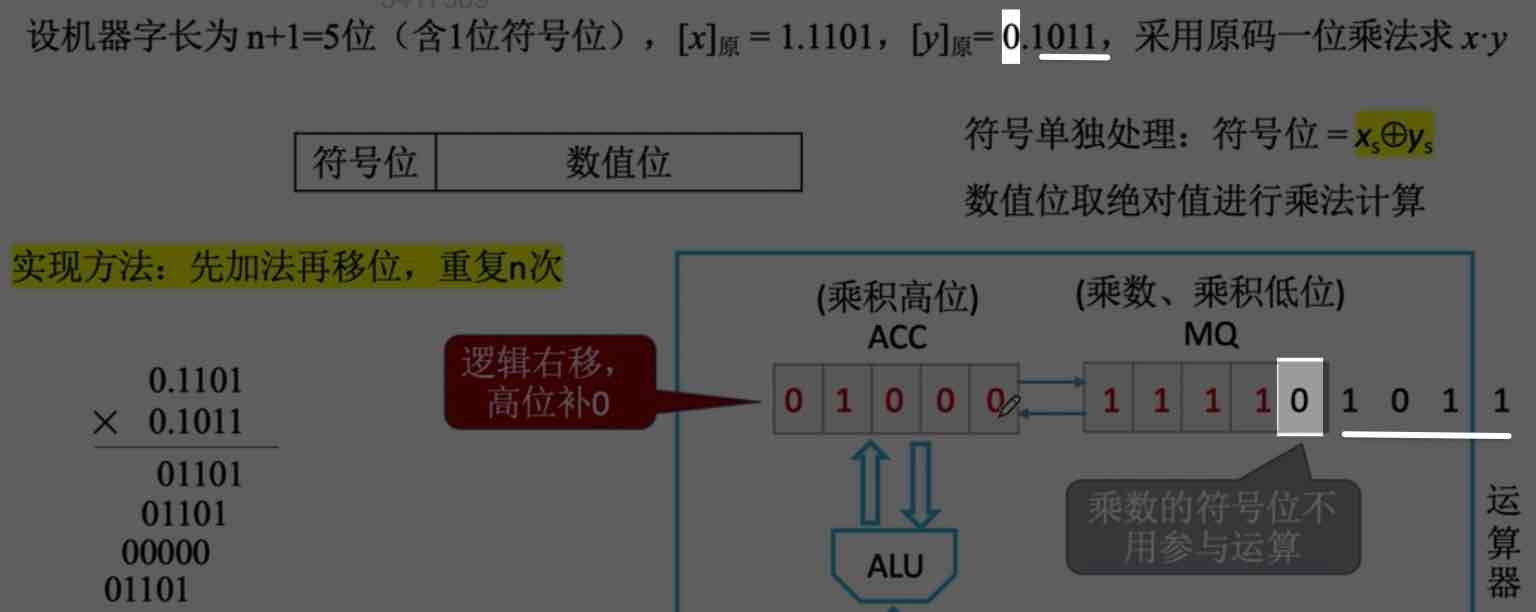 设机器字长为 n+1=5位（含1位符号位），[x]原 = 1.1101，[y]原= 0.1011，采用原码一位乘法求 x·y
符号单独处理：符号位 = xs⊕ys
符号位 数值位
数值位取绝对值进行乘法计算
实现方法：先加法再移位，重复n次
(乘积高位) (乘数、乘积低位)
ACC MQ
逻辑右移，
高位补0
0 1 0 0 0 1 1 1 1 0 1 0 1 1
0.1101
× 0.1011
01101
01101
00000
01101
乘数的符号位不
用参与运算
ALU
运
算
器